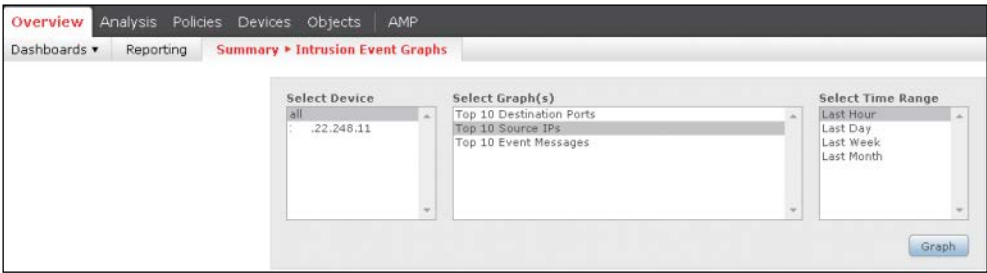 Overview Analysis Policies Devices Objects AMP
Dashboards ▾ Reporting Summary ▸ Intrusion Event Graphs
Select Device Select Graph(s) Select Time Range
all Top 10 Destination Ports Last Hour
: .22.248.11 Top 10 Source IPs Last Day
Top 10 Event Messages Last Week
Last Month
Graph